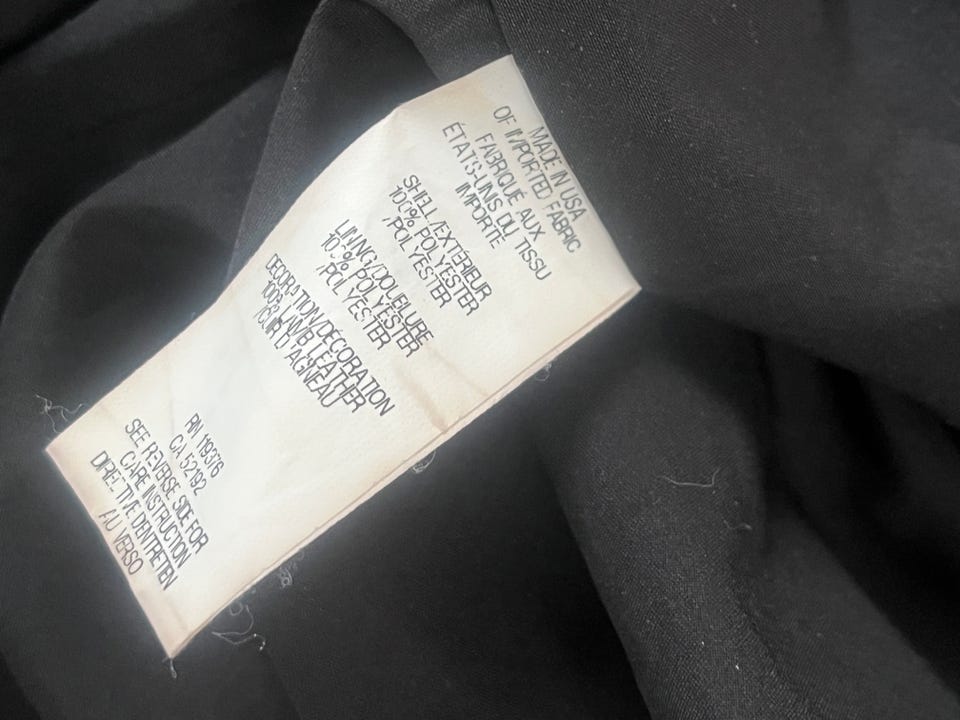 MADE IN USA
OF IMPORTED FABRIC
FABRIQUÉ AUX
ÉTATS-UNIS DU TISSU
IMPORTE
SHELL/EXTÉRIEUR
100% POLYESTER
/POLYESTER
LINING/DOUBLURE
100% POLYESTER
/POLYESTER
DECORATION/DÉCORATION
100% LAMB LEATHER
/CUIR D'AGNEAU
RN 119376
CA 52192
SEE REVERSE SIDE FOR
CARE INSTRUCTION
DIRECTIVE DENTRETEN
AU VERSO